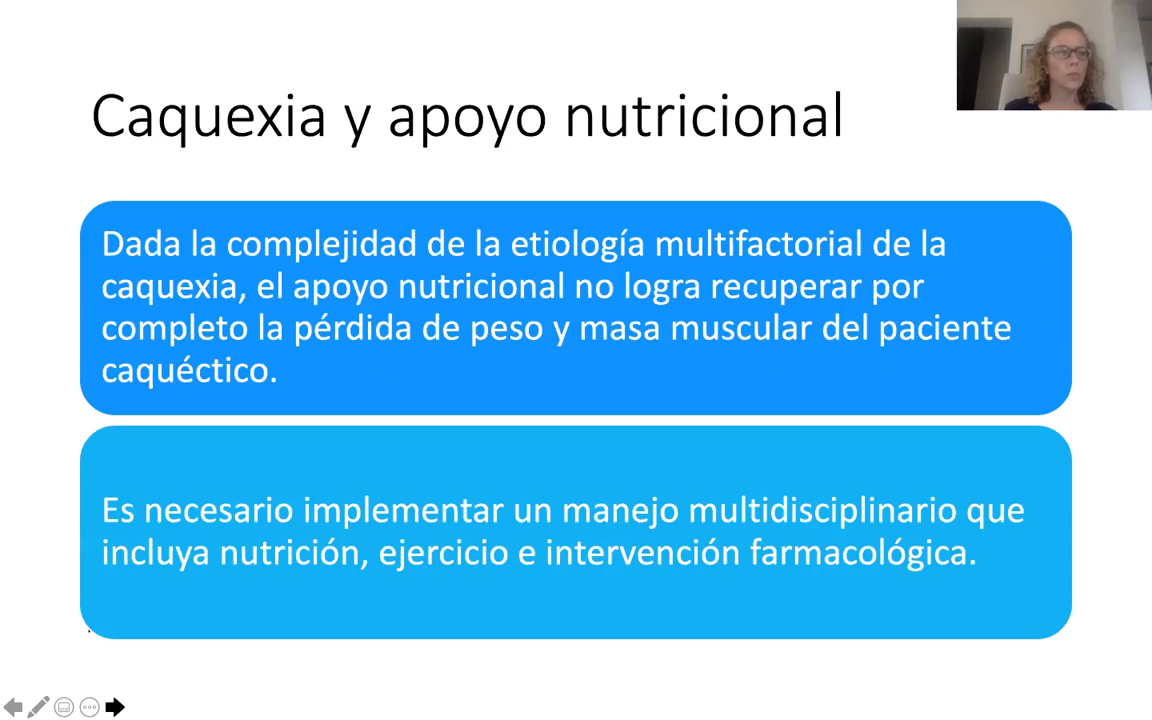 Caquexia y apoyo nutricional
Dada la complejidad de la etiología multifactorial de la
caquexia, el apoyo nutricional no logra recuperar por
completo la pérdida de peso y masa muscular del paciente
caquéctico.
Es necesario implementar un manejo multidisciplinario que
incluya nutrición, ejercicio e intervención farmacológica.